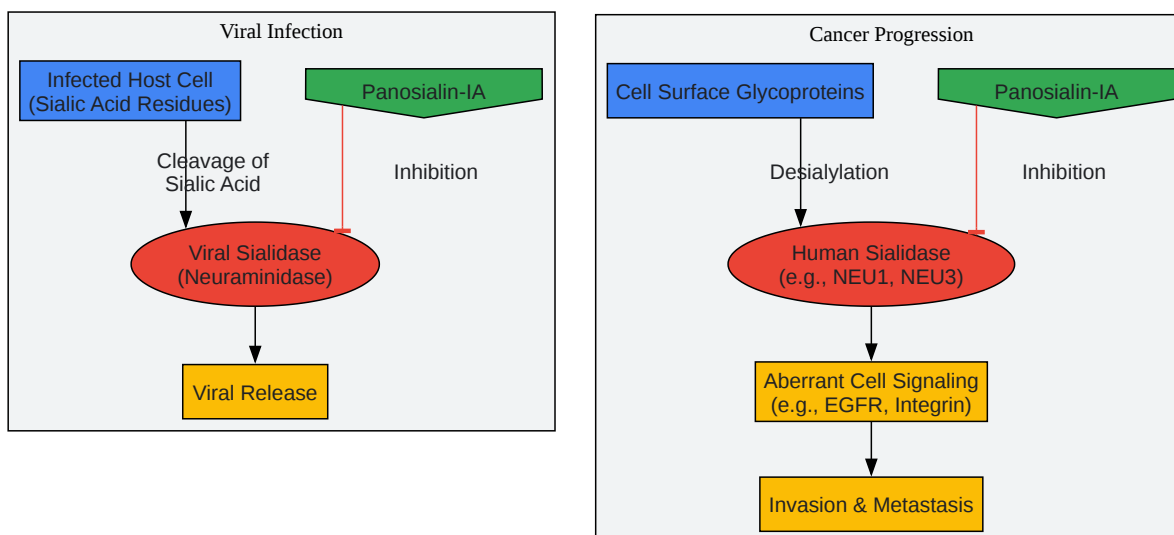 Viral Infection
Infected Host Cell
(Sialic Acid Residues)
Panosialin-IA
Cleavage of
Sialic Acid
Inhibition
Viral Sialidase
(Neuraminidase)
Viral Release
Cancer Progression
Cell Surface Glycoproteins
Panosialin-IA
Desialylation
Inhibition
Human Sialidase
(e.g., NEU1, NEU3)
Aberrant Cell Signaling
(e.g., EGFR, Integrin)
Invasion & Metastasis